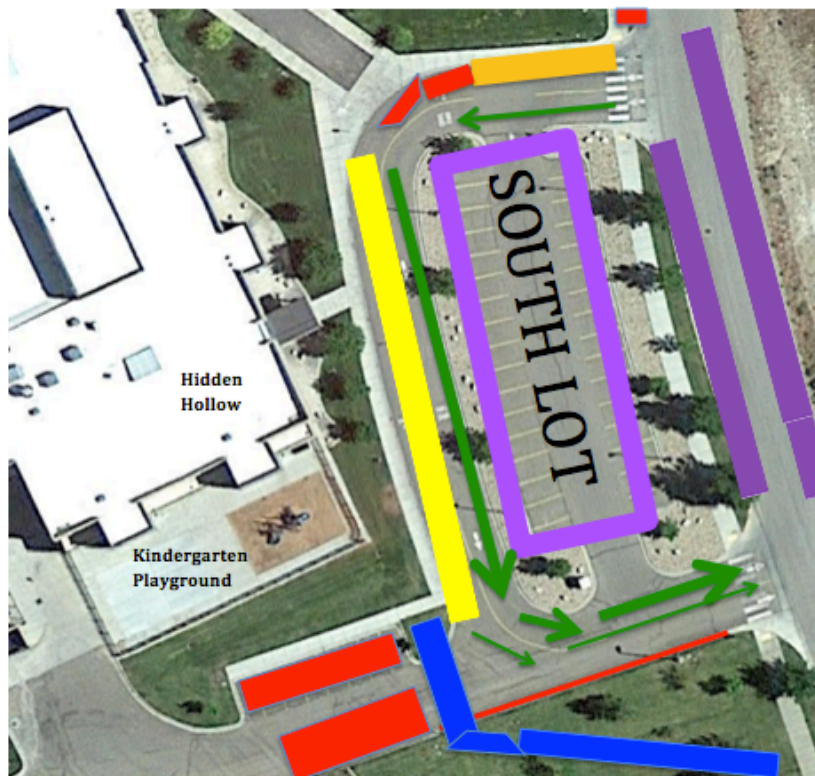 SOUTH LOT
Hidden
Hollow
Kindergarten
Playground